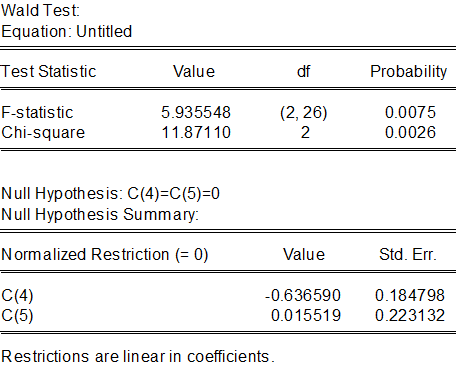 Wald Test:
Equation: Untitled
Test Statistic Value df Probability
F-statistic 5.935548 (2, 26) 0.0075
Chi-square 11.87110 2 0.0026
Null Hypothesis: C(4)=C(5)=0
Null Hypothesis Summary:
Normalized Restriction (= 0) Value Std. Err.
C(4) -0.636590 0.184798
C(5) 0.015519 0.223132
Restrictions are linear in coefficients.